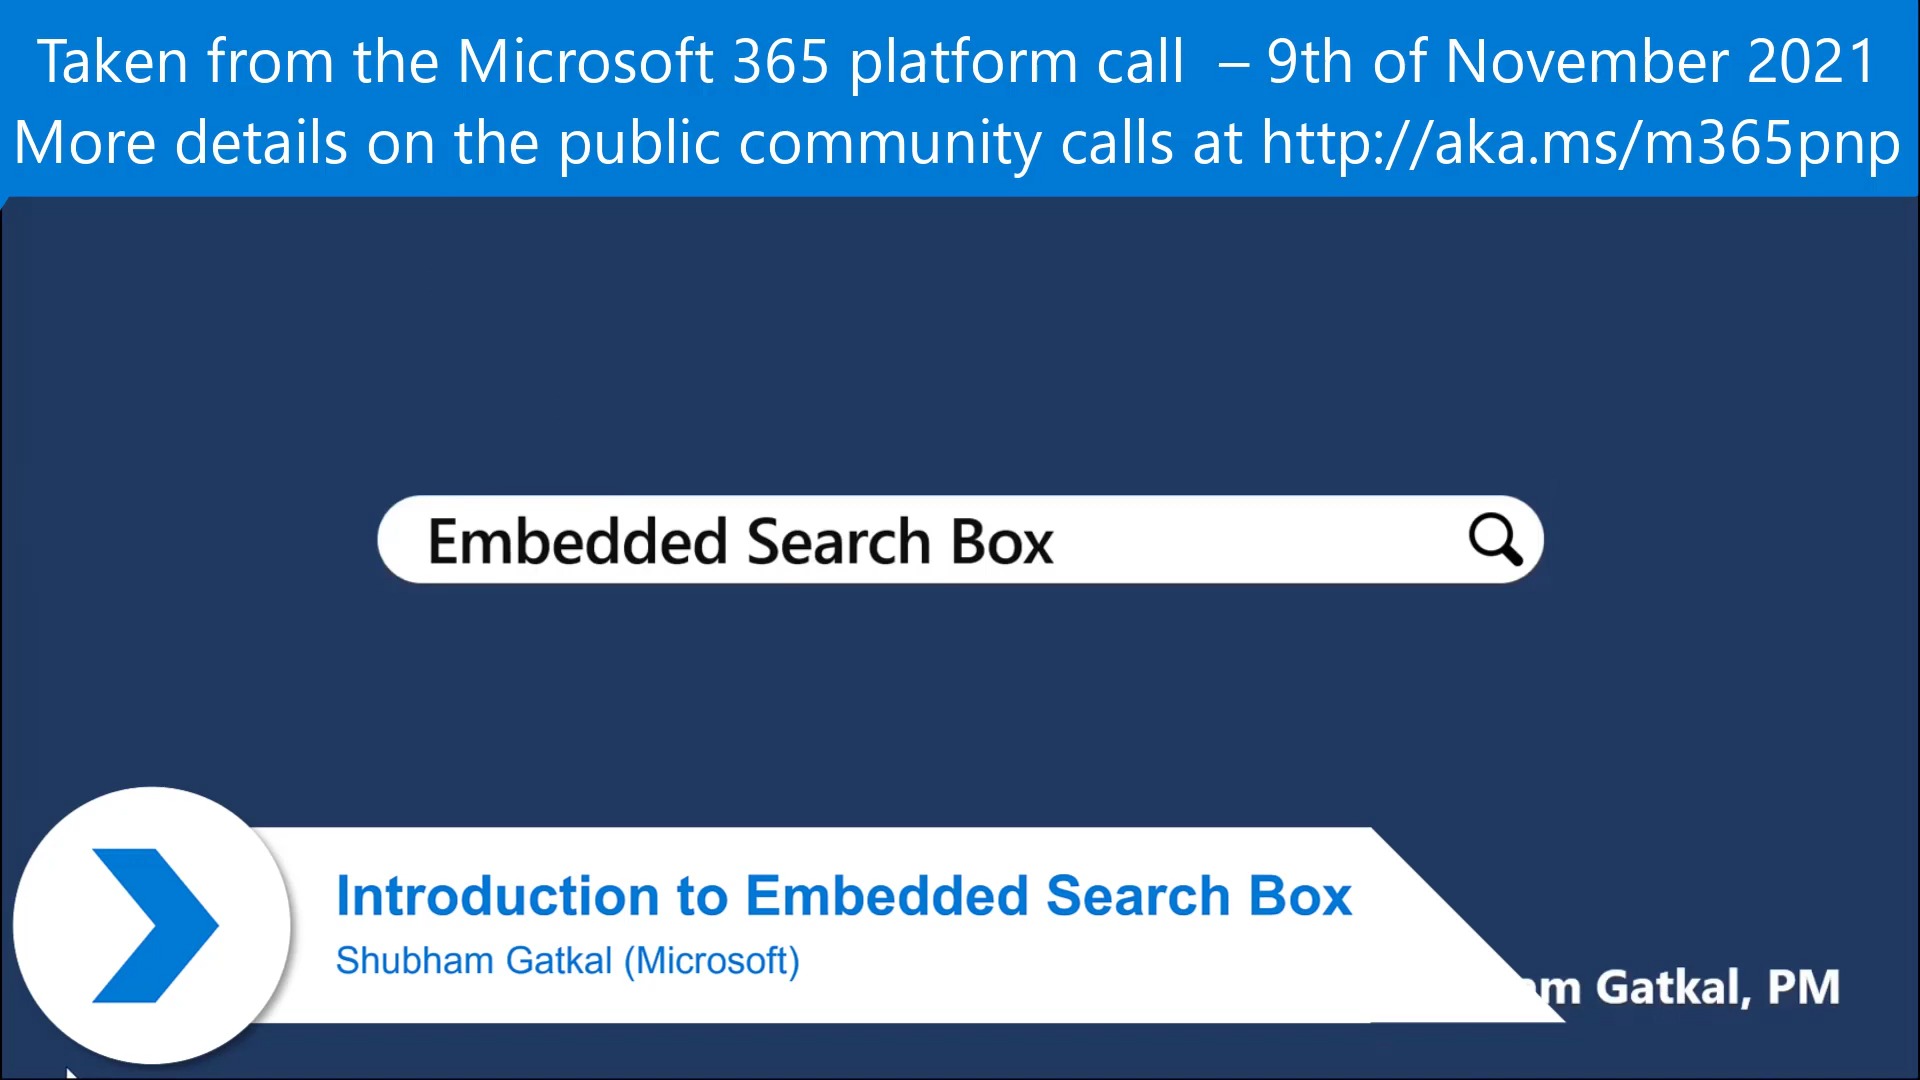 Taken from the Microsoft 365 platform call – 9th of November 2021
More details on the public community calls at http://aka.ms/m365pnp
Embedded Search Box
Introduction to Embedded Search Box
Shubham Gatkal (Microsoft)
Gatkal, PM